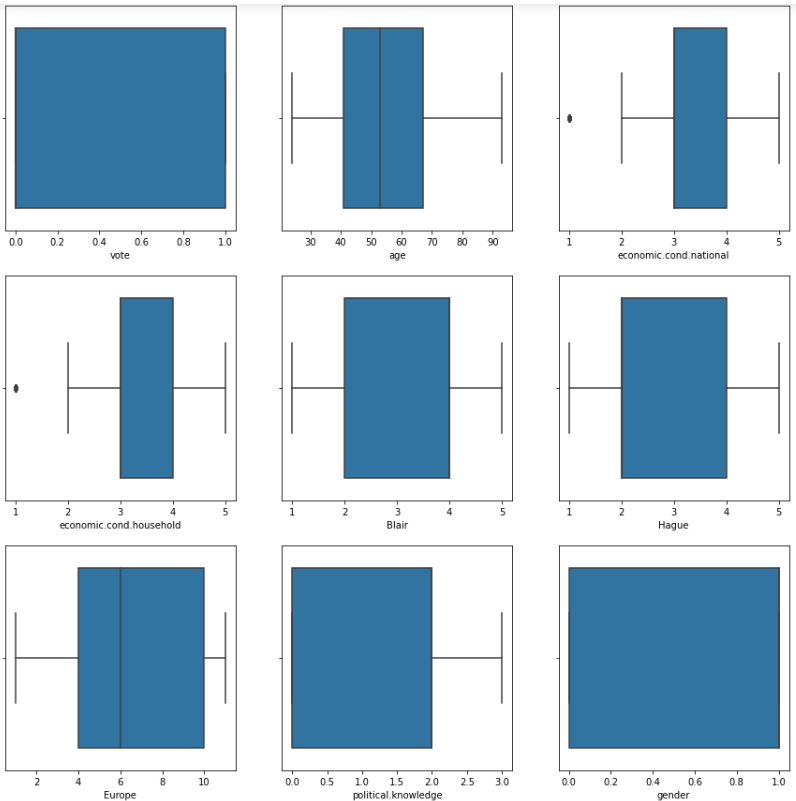 0.0 0.2 0.4 0.6 0.8 1.0
vote
30 40 50 60 70 80 90
age
1 2 3 4 5
economic.cond.national
1 2 3 4 5
economic.cond.household
1 2 3 4 5
Blair
1 2 3 4 5
Hague
2 4 6 8 10
Europe
0.0 0.5 1.0 1.5 2.0 2.5 3.0
political.knowledge
0.0 0.2 0.4 0.6 0.8 1.0
gender